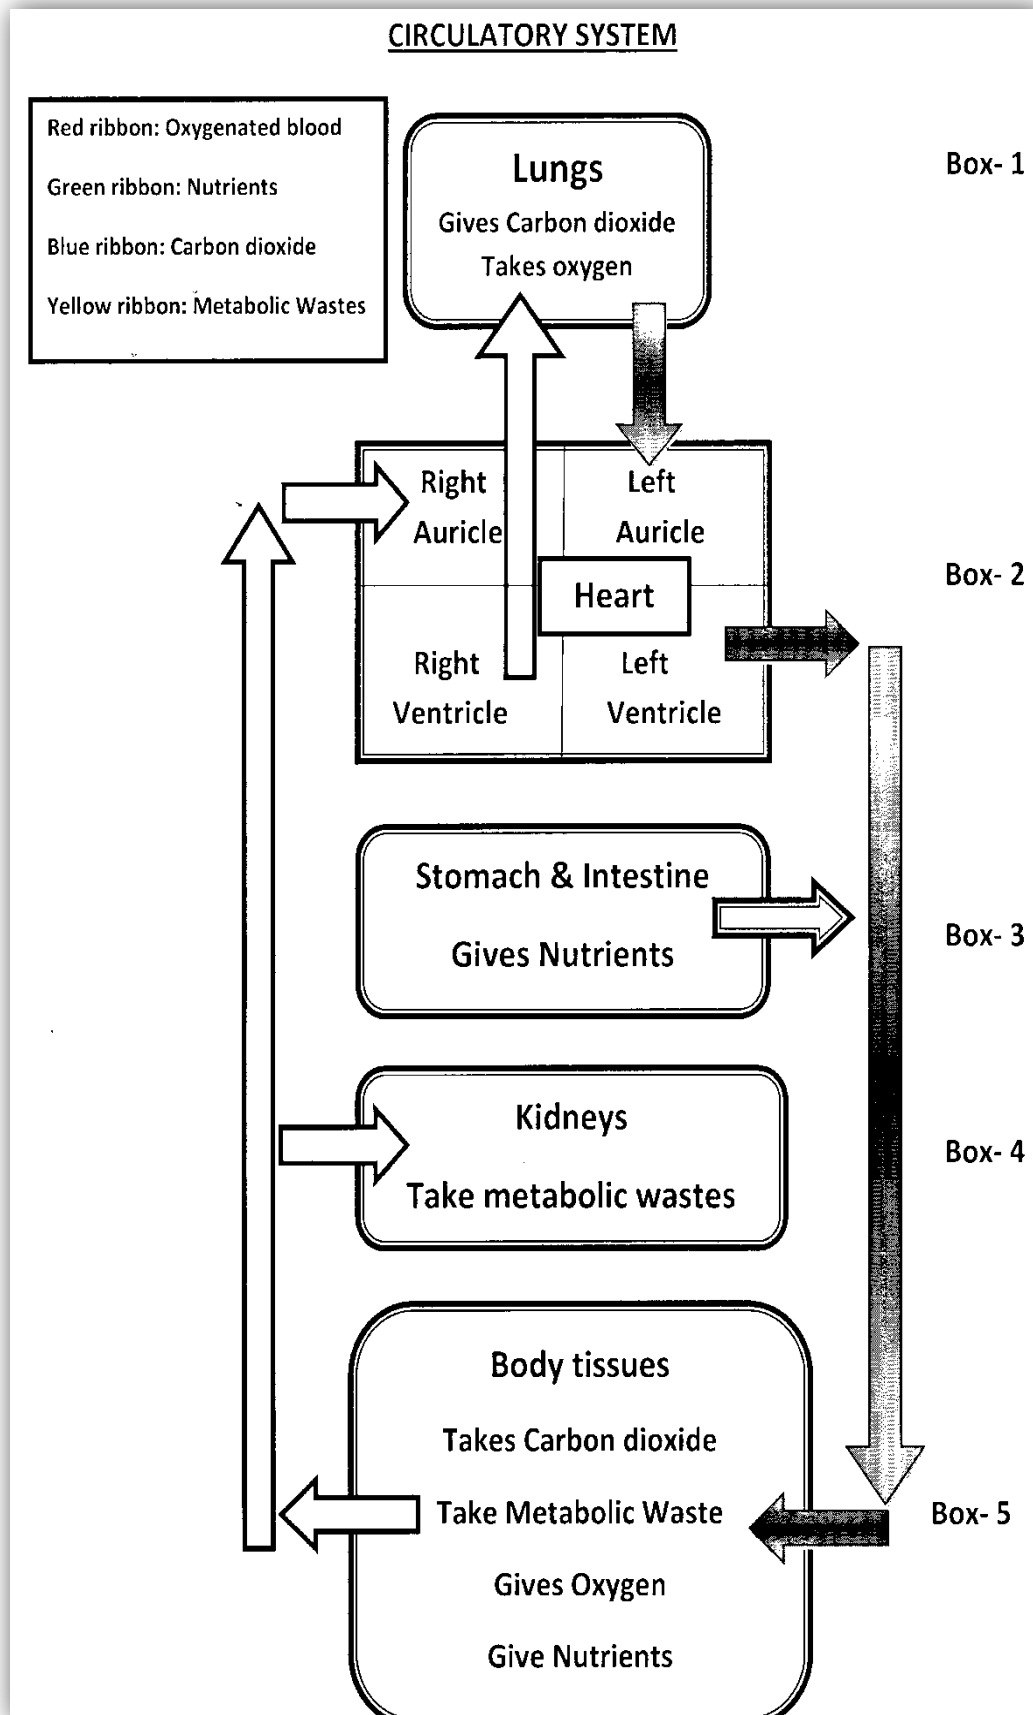 CIRCULATORY SYSTEM
Red ribbon: Oxygenated blood
Green ribbon: Nutrients
Blue ribbon: Carbon dioxide
Yellow ribbon: Metabolic Wastes
Lungs
Gives Carbon dioxide
Takes oxygen
Box- 1
Right
Auricle
Left
Auricle
Heart
Box- 2
Right
Ventricle
Left
Ventricle
Stomach & Intestine
Gives Nutrients
Box- 3
Kidneys
Take metabolic wastes
Box- 4
Body tissues
Takes Carbon dioxide
Take Metabolic Waste
Box- 5
Gives Oxygen
Give Nutrients